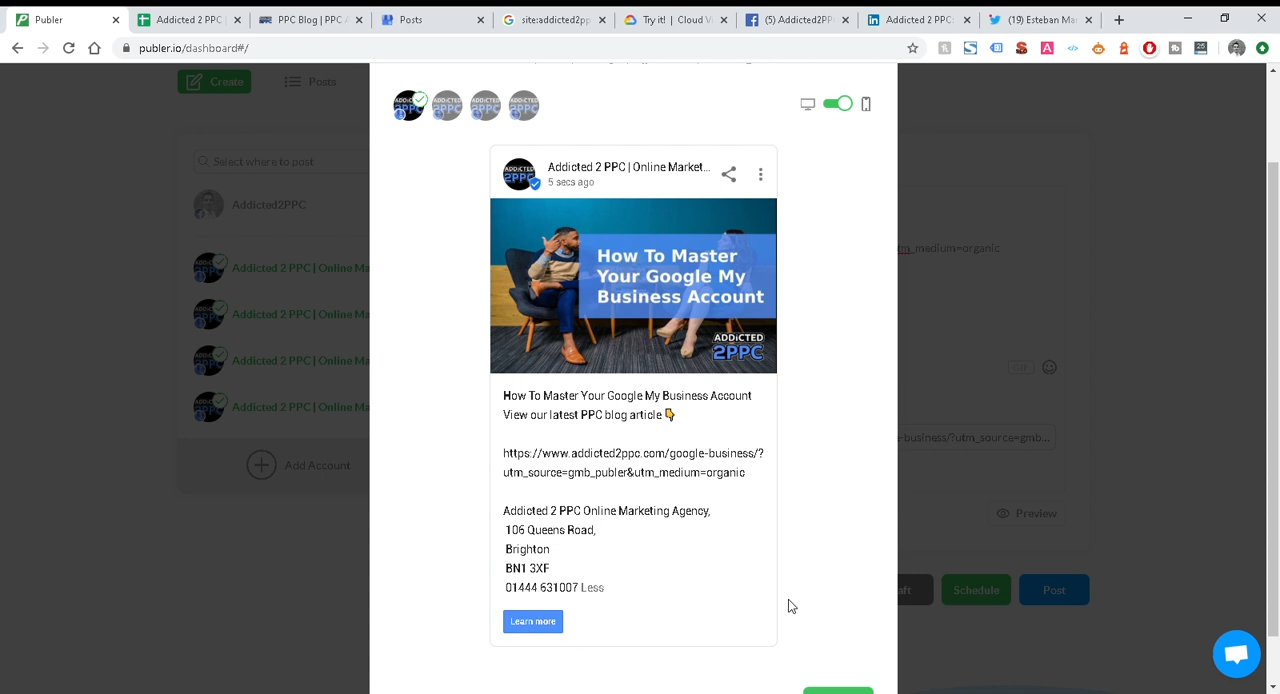 Publer
Addicted 2 PPC |
PPC Blog | PPC A
Posts
site:addicted2pp
Try it! | Cloud V
(5) Addicted2PP
Addicted 2 PPC:
(19) Esteban Ma
publer.io/dashboard#/
Create
Posts
Select where to post
Addicted2PPC
Addicted 2 PPC | Online Ma
Addicted 2 PPC | Online Ma
Addicted 2 PPC | Online Ma
Addicted 2 PPC | Online Ma
Add Account
Addicted 2 PPC | Online Market...
5 secs ago
How To Master
Your Google My
Business Account
ADDiCTED
2PPC
How To Master Your Google My Business Account
View our latest PPC blog article 👇
https://www.addicted2ppc.com/google-business/?
utm_source=gmb_publer&utm_medium=organic
Addicted 2 PPC Online Marketing Agency,
106 Queens Road,
Brighton
BN1 3XF
01444 631007 Less
Learn more
utm_medium=organic
GIF
-business/?utm_source=gmb...
Preview
aft
Schedule
Post